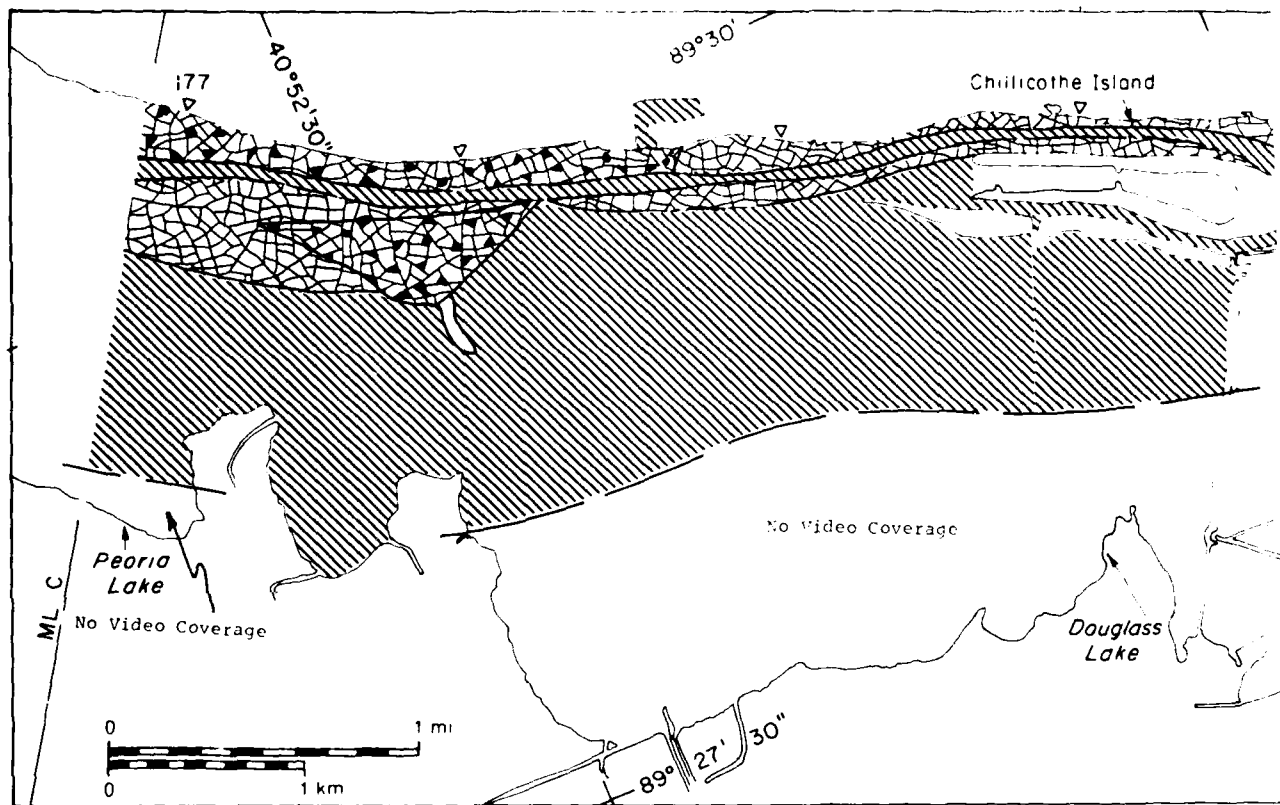 177
40°52'30"
89°30'
Chillicothe Island
No Video Coverage
Peoria
Lake
ML C
No Video Coverage
Douglass
Lake
0 1 mi
0 1 km
89° 27' 30"